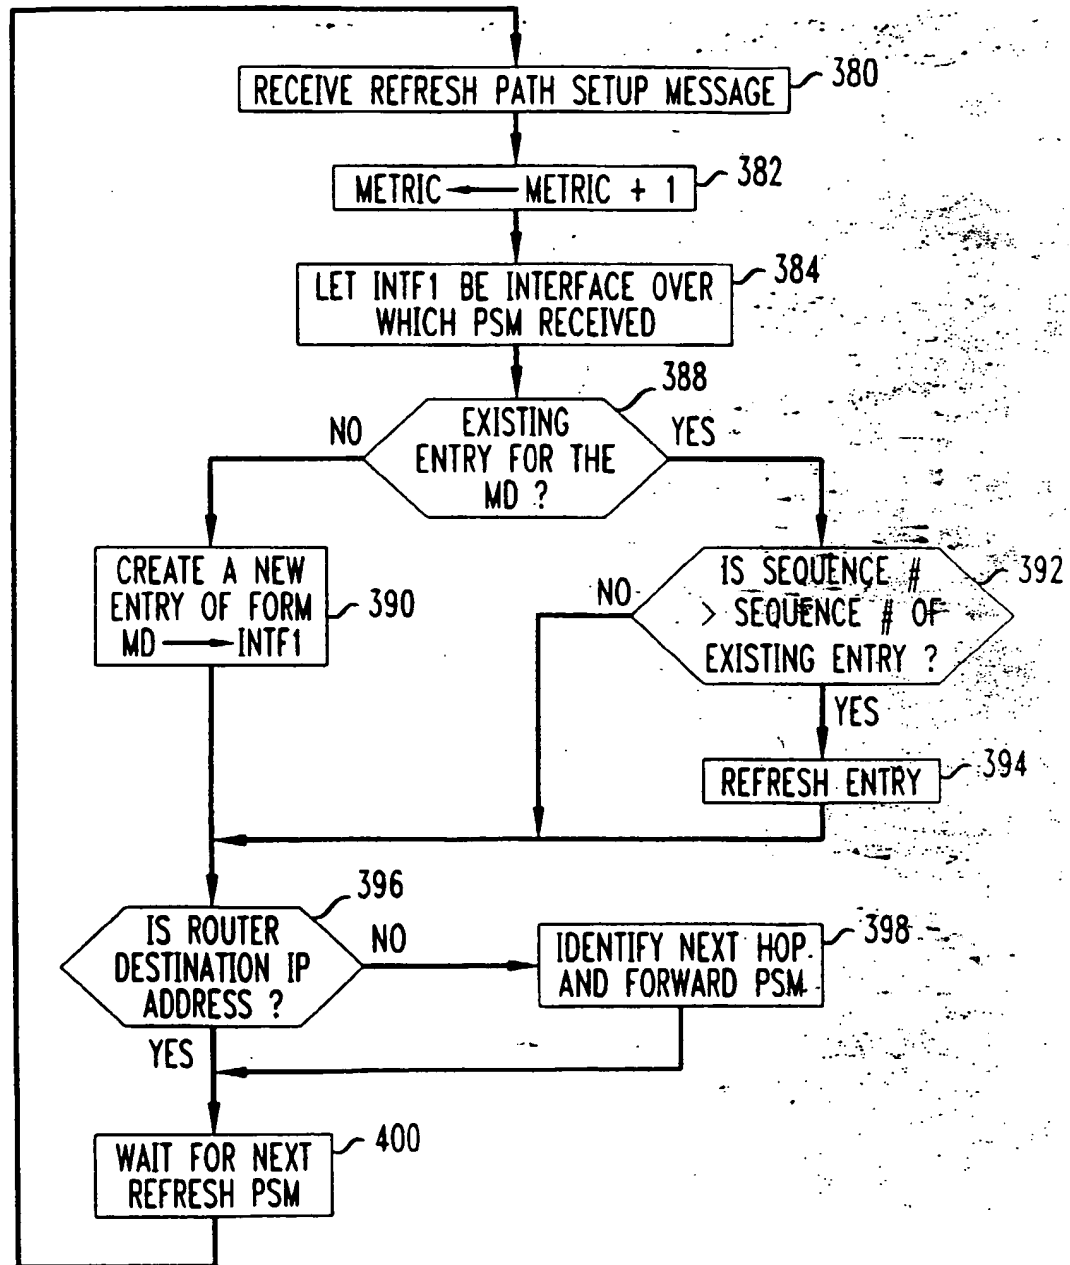 RECEIVE REFRESH PATH SETUP MESSAGE
380
METRIC ← METRIC + 1
382
LET INTF1 BE INTERFACE OVER
WHICH PSM RECEIVED
384
388
EXISTING
ENTRY FOR THE
MD ?
NO
YES
CREATE A NEW
ENTRY OF FORM
MD → INTF1
390
IS SEQUENCE #
> SEQUENCE # OF
EXISTING ENTRY ?
392
NO
YES
REFRESH ENTRY
394
396
IS ROUTER
DESTINATION IP
ADDRESS ?
NO
IDENTIFY NEXT HOP
AND FORWARD PSM
398
YES
WAIT FOR NEXT
REFRESH PSM
400